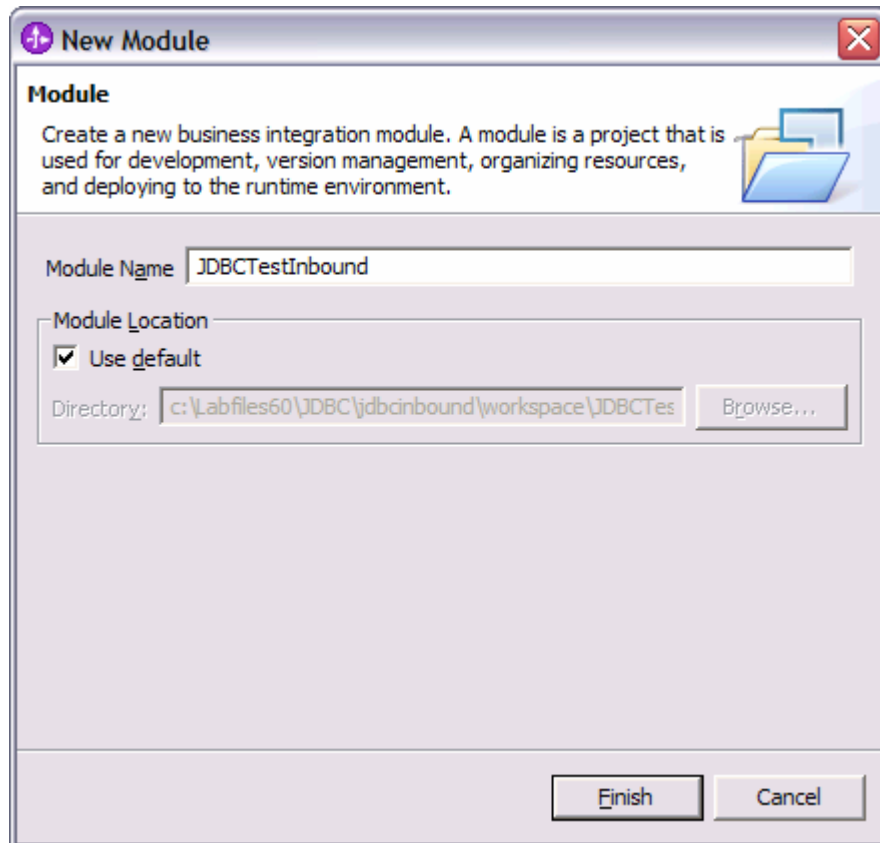 New Module
Module
Create a new business integration module. A module is a project that is
used for development, version management, organizing resources,
and deploying to the runtime environment.
Module Name JDBCTestInbound
Module Location
Use default
Directory: c:\Labfiles60\JDBC\jdbcinbound\workspace\JDBCTes Browse...
Finish Cancel